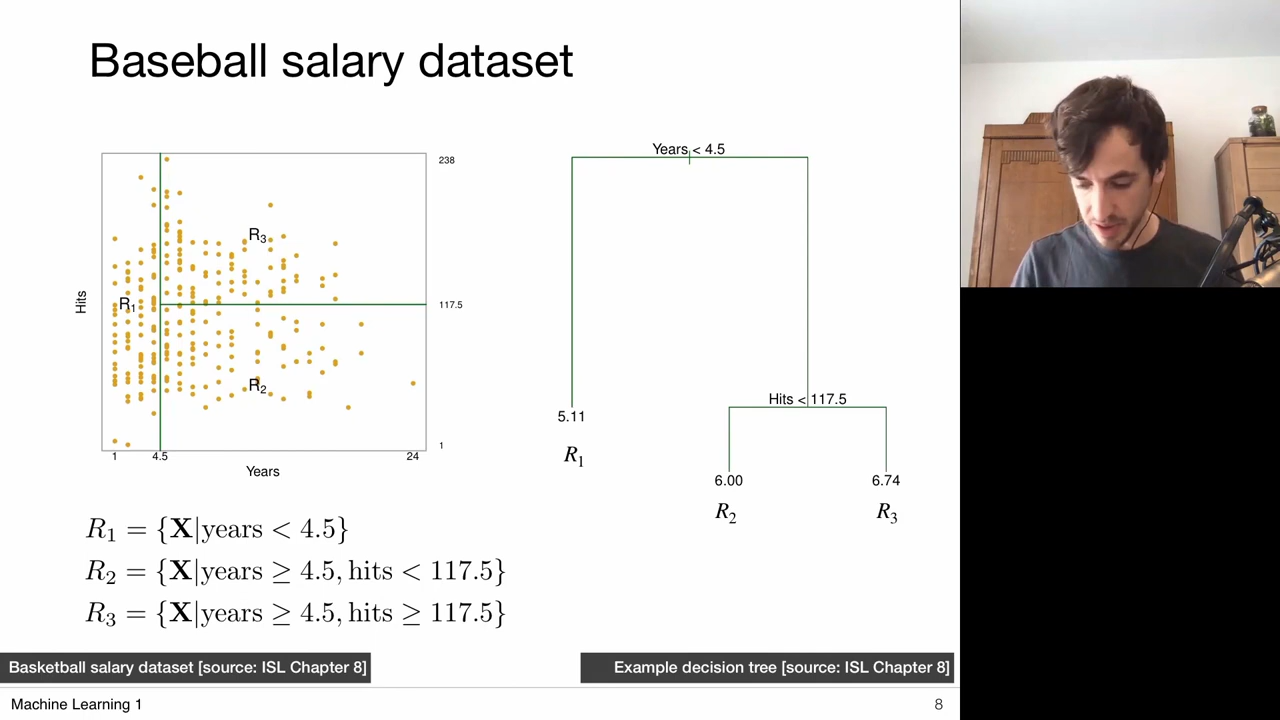 Baseball salary dataset
238
R3
Hits
R1
117.5
R2
1
1 4.5 24
Years
Years < 4.5
Hits < 117.5
5.11
R1
6.00 6.74
R2 R3
R1 = {X|years < 4.5}
R2 = {X|years ≥ 4.5, hits < 117.5}
R3 = {X|years ≥ 4.5, hits ≥ 117.5}
Basketball salary dataset [source: ISL Chapter 8]
Example decision tree [source: ISL Chapter 8]
Machine Learning 1
8